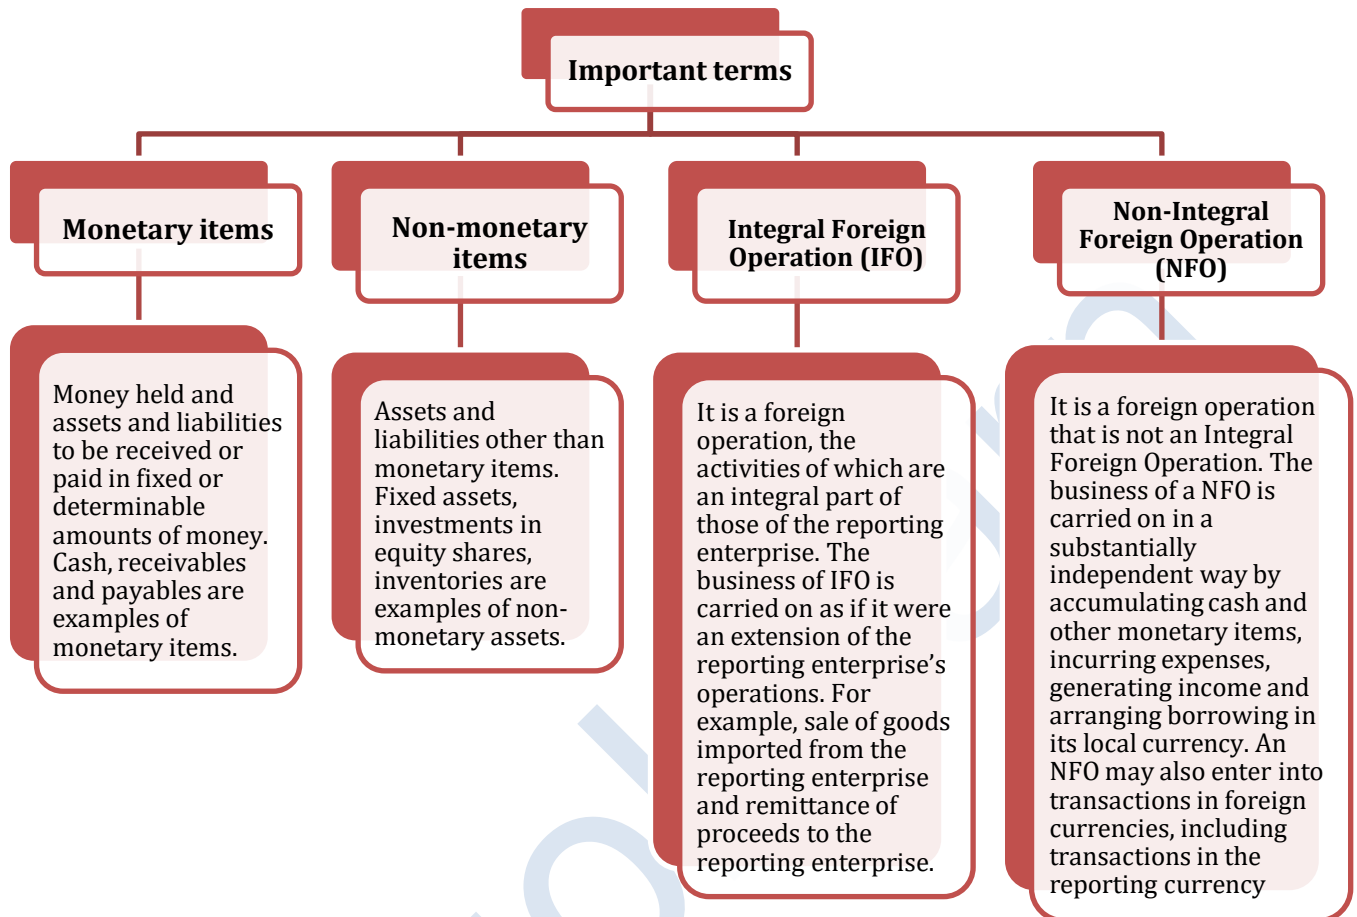 Important terms
Monetary items
Money held and
assets and liabilities
to be received or
paid in fixed or
determinable
amounts of money.
Cash, receivables
and payables are
examples of
monetary items.
Non-monetary
items
Assets and
liabilities other than
monetary items.
Fixed assets,
investments in
equity shares,
inventories are
examples of non-
monetary assets.
Integral Foreign
Operation (IFO)
It is a foreign
operation, the
activities of which are
an integral part of
those of the reporting
enterprise. The
business of IFO is
carried on as if it were
an extension of the
reporting enterprise’s
operations. For
example, sale of goods
imported from the
reporting enterprise
and remittance of
proceeds to the
reporting enterprise.
Non-Integral
Foreign Operation
(NFO)
It is a foreign operation
that is not an Integral
Foreign Operation. The
business of a NFO is
carried on in a
substantially
independent way by
accumulating cash and
other monetary items,
incurring expenses,
generating income and
arranging borrowing in
its local currency. An
NFO may also enter into
transactions in foreign
currencies, including
transactions in the
reporting currency